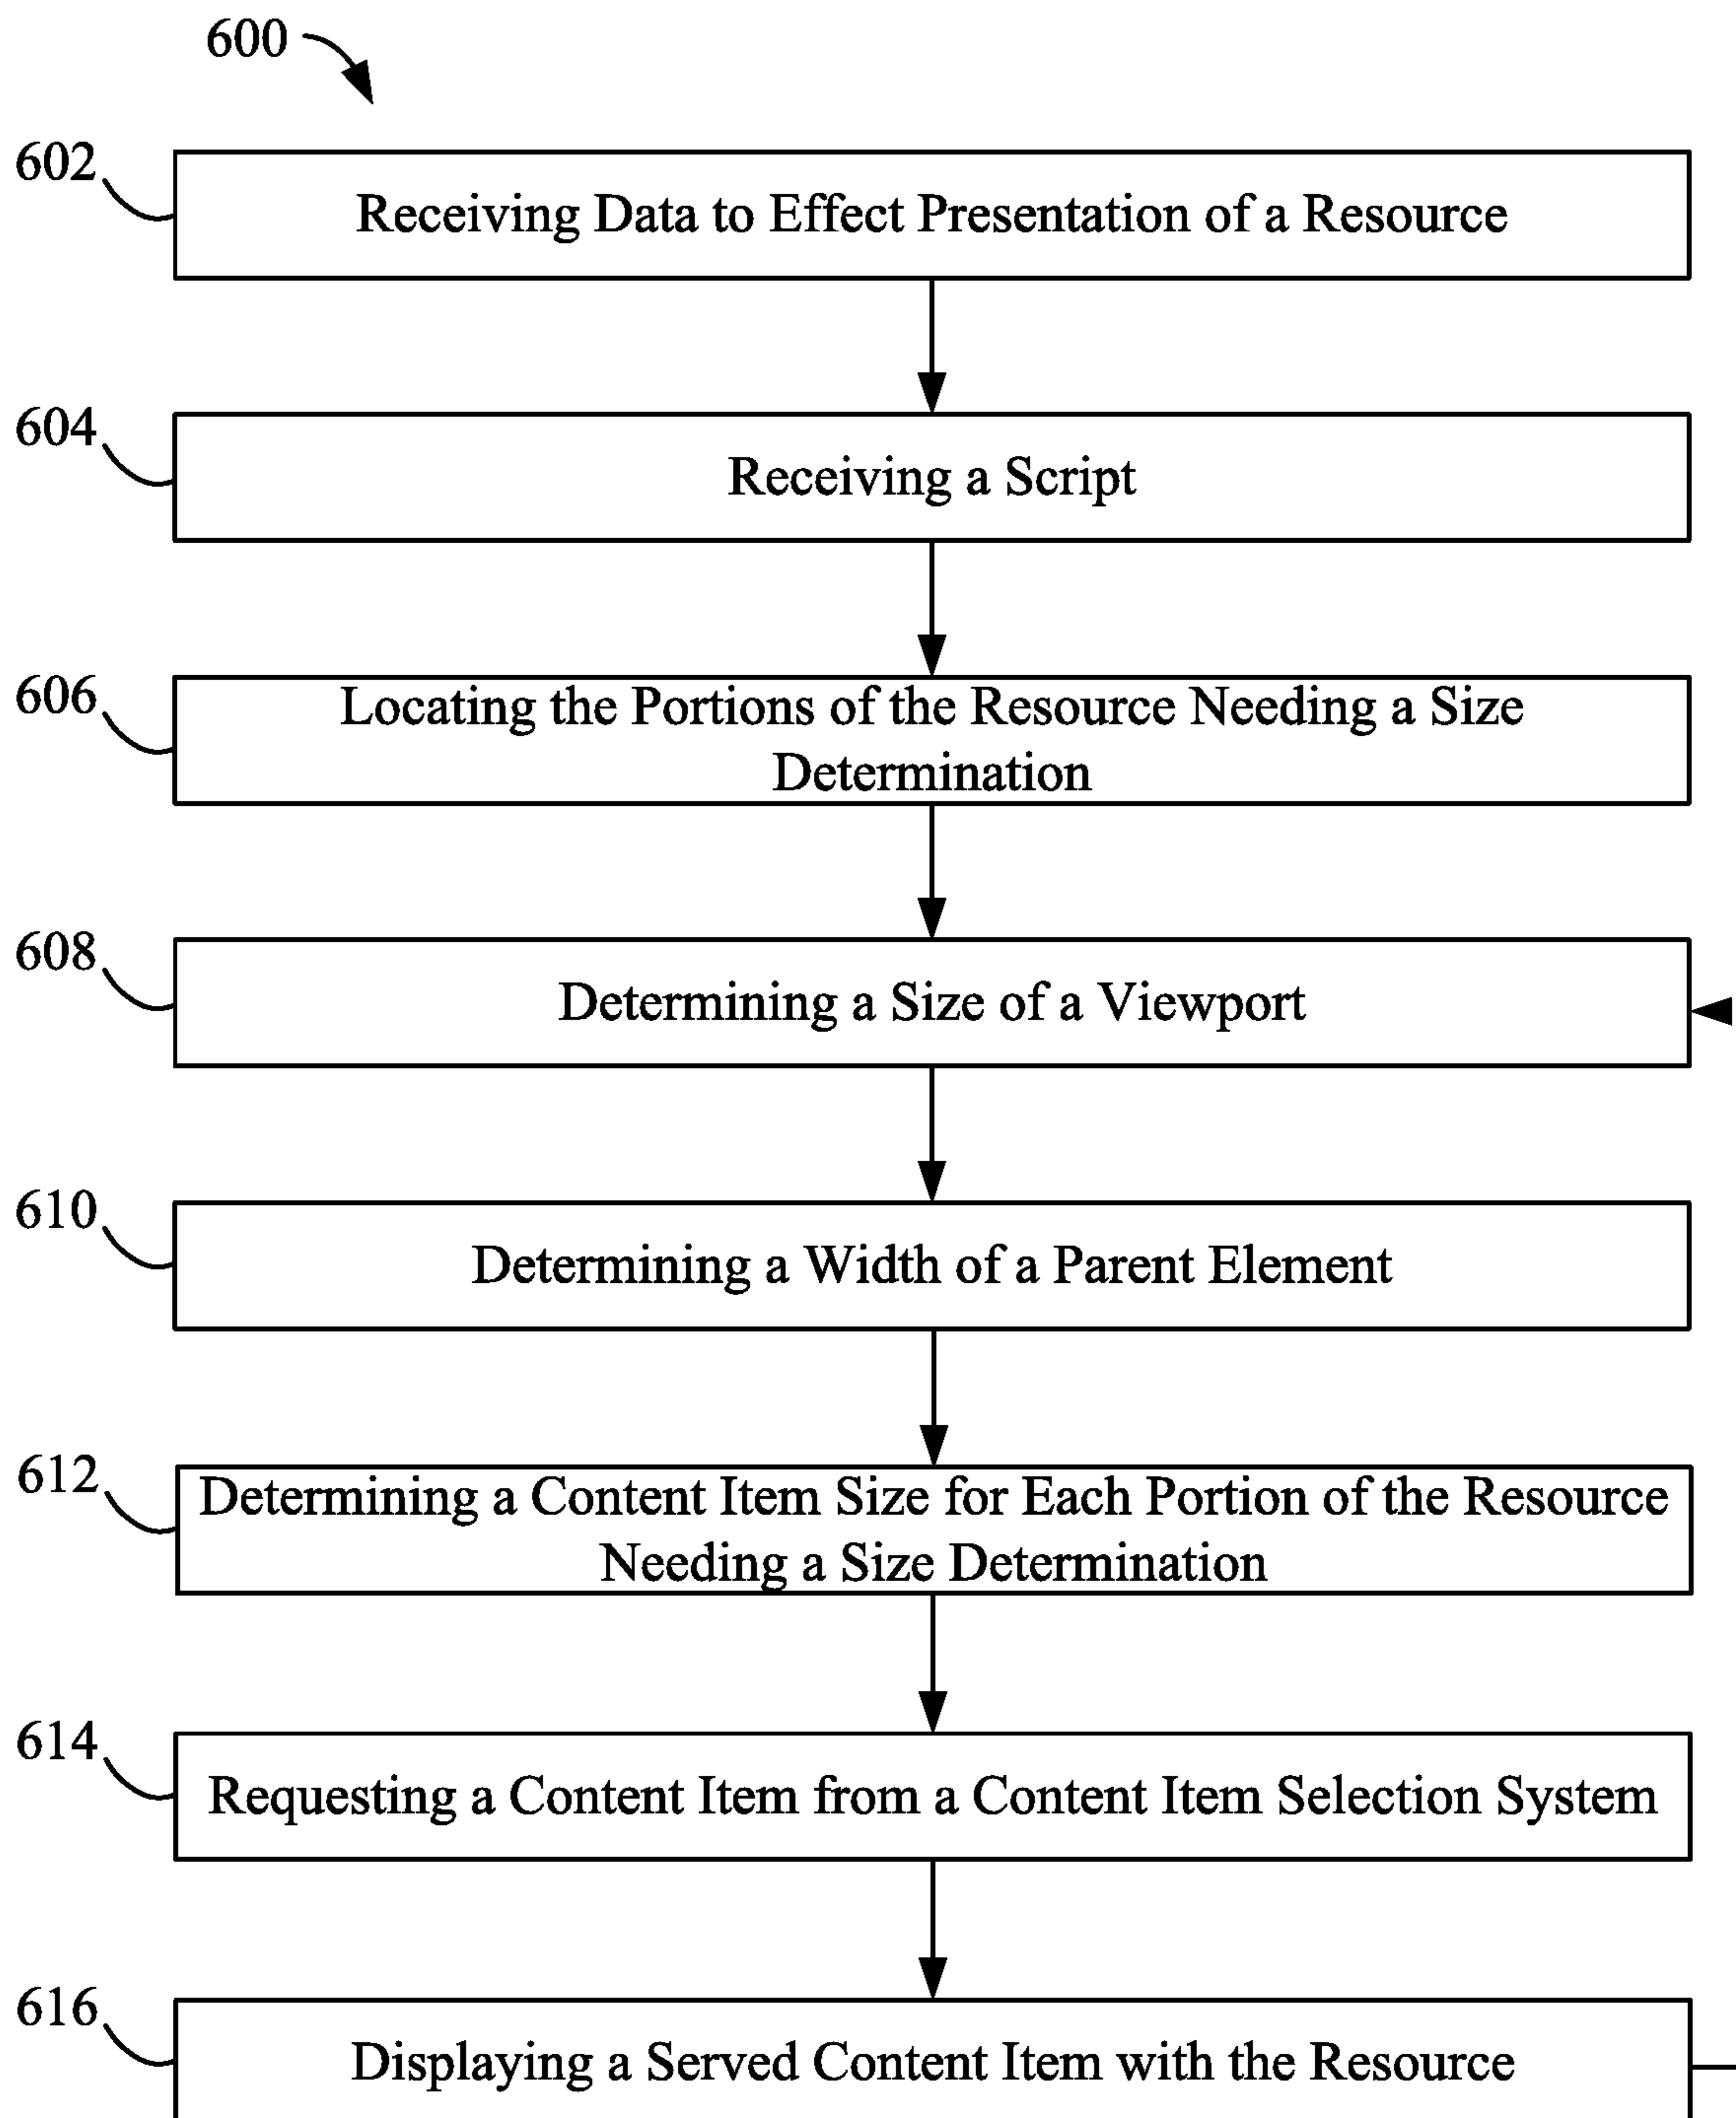 600
602
Receiving Data to Effect Presentation of a Resource
604
Receiving a Script
606
Locating the Portions of the Resource Needing a Size
Determination
608
Determining a Size of a Viewport
610
Determining a Width of a Parent Element
612
Determining a Content Item Size for Each Portion of the Resource
Needing a Size Determination
614
Requesting a Content Item from a Content Item Selection System
616
Displaying a Served Content Item with the Resource